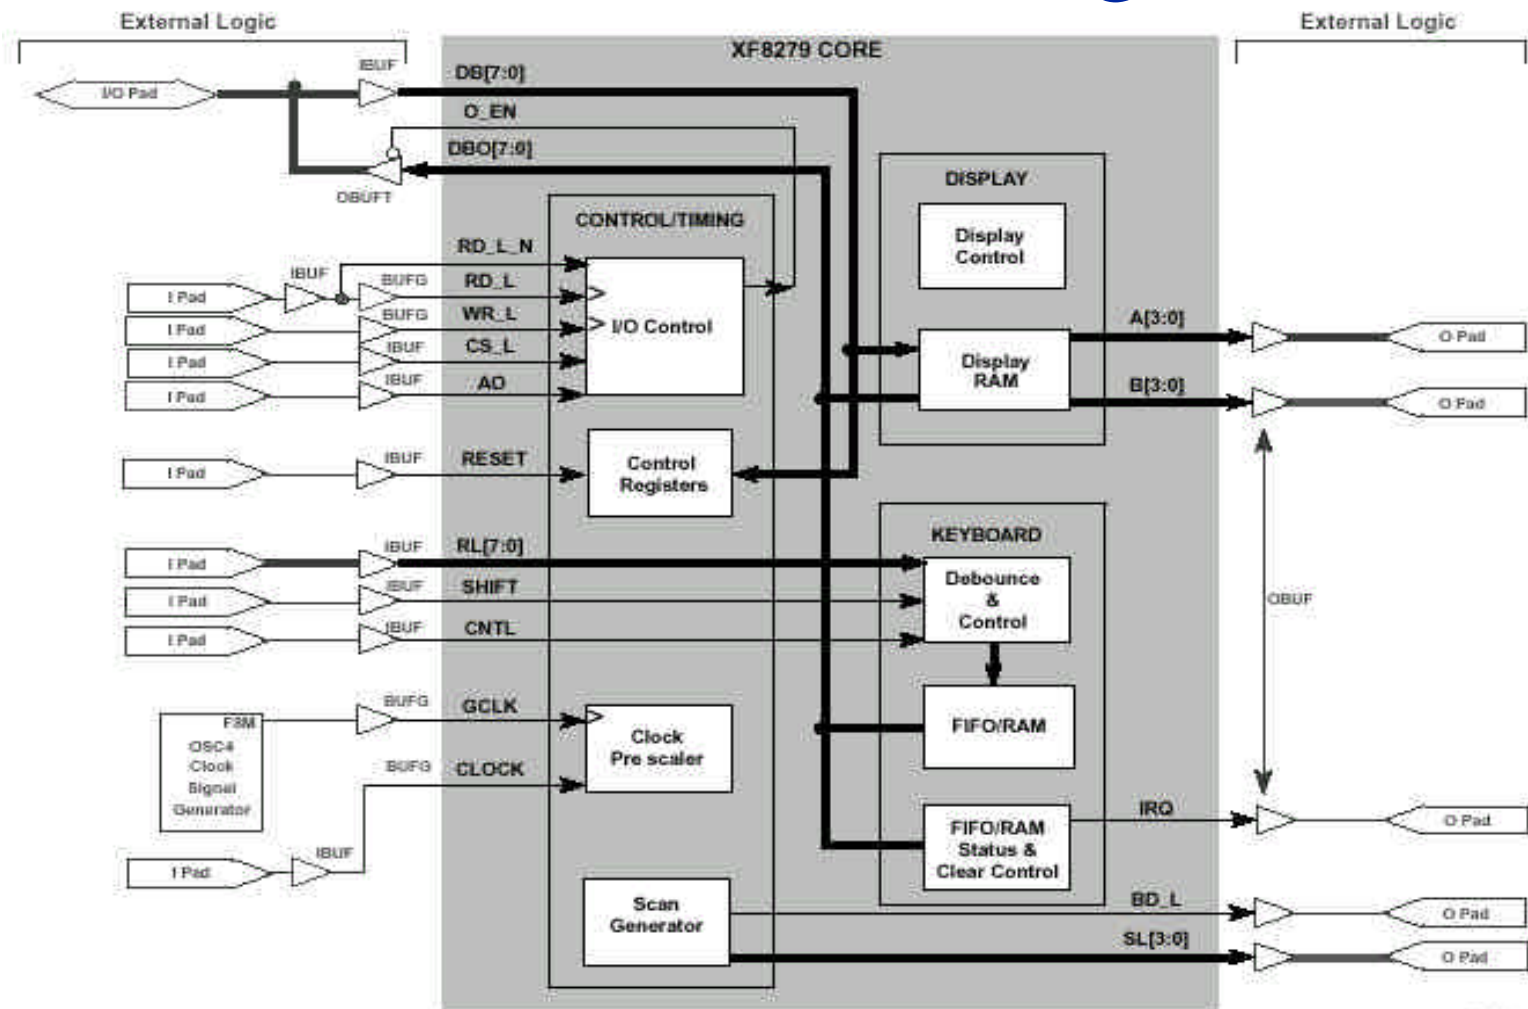 External Logic
External Logic
XF8279 CORE
IBUF
DB[7:0]
I/O Pad
O_EN
DBO[7:0]
OBUFT
DISPLAY
CONTROL/TIMING
Display
Control
RD_L_N
IBUF
BUFG
RD_L
I Pad
BUFG
WR_L
I/O Control
I Pad
IBUF
CS_L
I Pad
IBUF
AO
I Pad
A[3:0]
O Pad
Display
RAM
B[3:0]
O Pad
IBUF
RESET
I Pad
Control
Registers
KEYBOARD
IBUF
RL[7:0]
I Pad
Debounce
&
Control
IBUF
SHIFT
I Pad
OBUF
IBUF
CNTL
I Pad
BUFG
GCLK
F8M
OSC4
Clock
Signal
Generator
Clock
Pre scaler
FIFO/RAM
BUFG
CLOCK
IBUF
I Pad
IRQ
O Pad
FIFO/RAM
Status &
Clear Control
Scan
Generator
BD_L
O Pad
SL[3:0]
O Pad